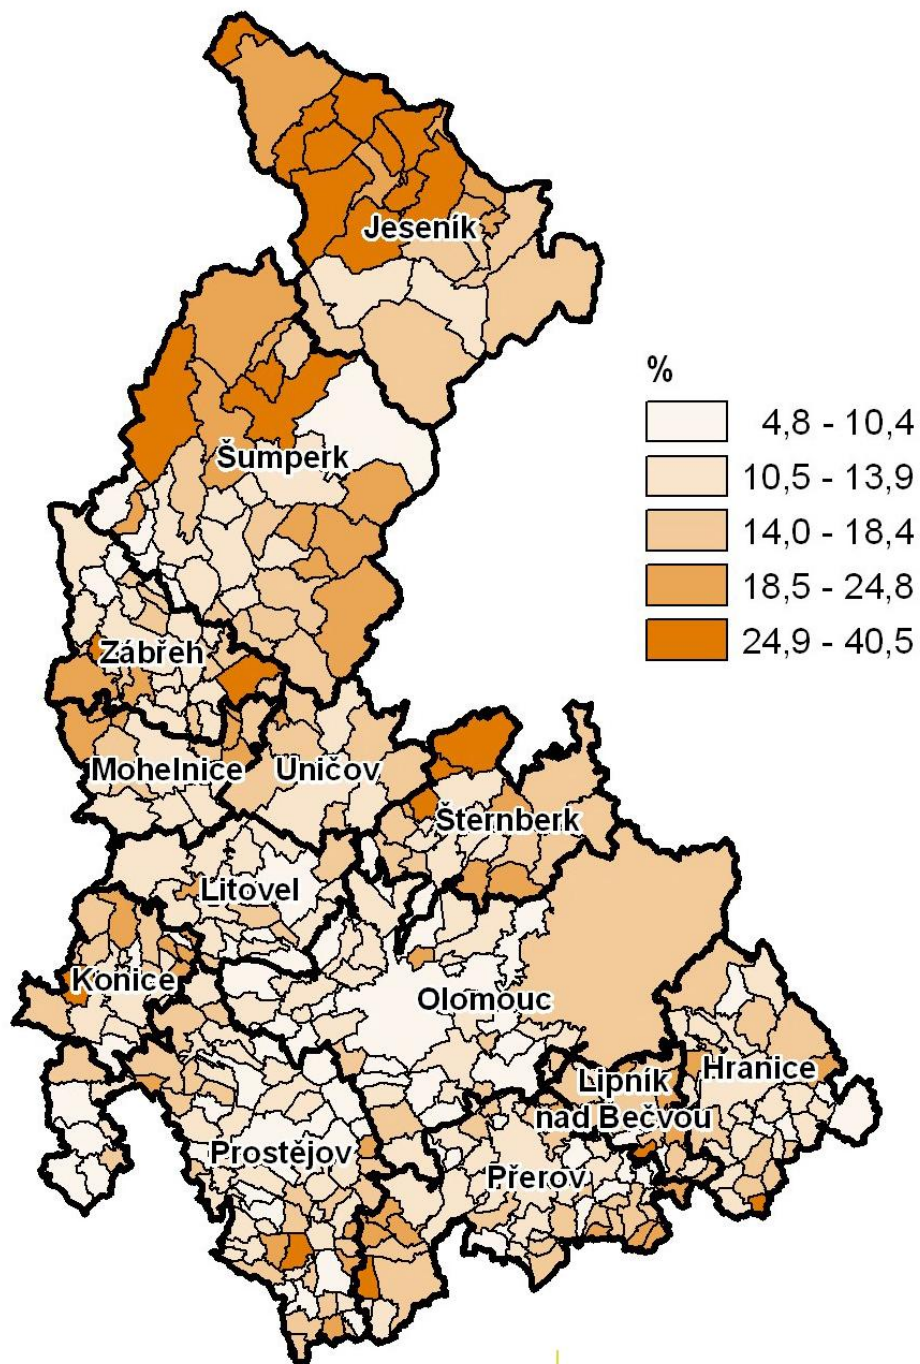 Jeseník
%
4,8 - 10,4
10,5 - 13,9
14,0 - 18,4
18,5 - 24,8
24,9 - 40,5
Šumperk
Zábřeh
Mohelnice
Uničov
Šternberk
Litovel
Konice
Olomouc
Hranice
Lipník
nad Bečvou
Prostějov
Přerov